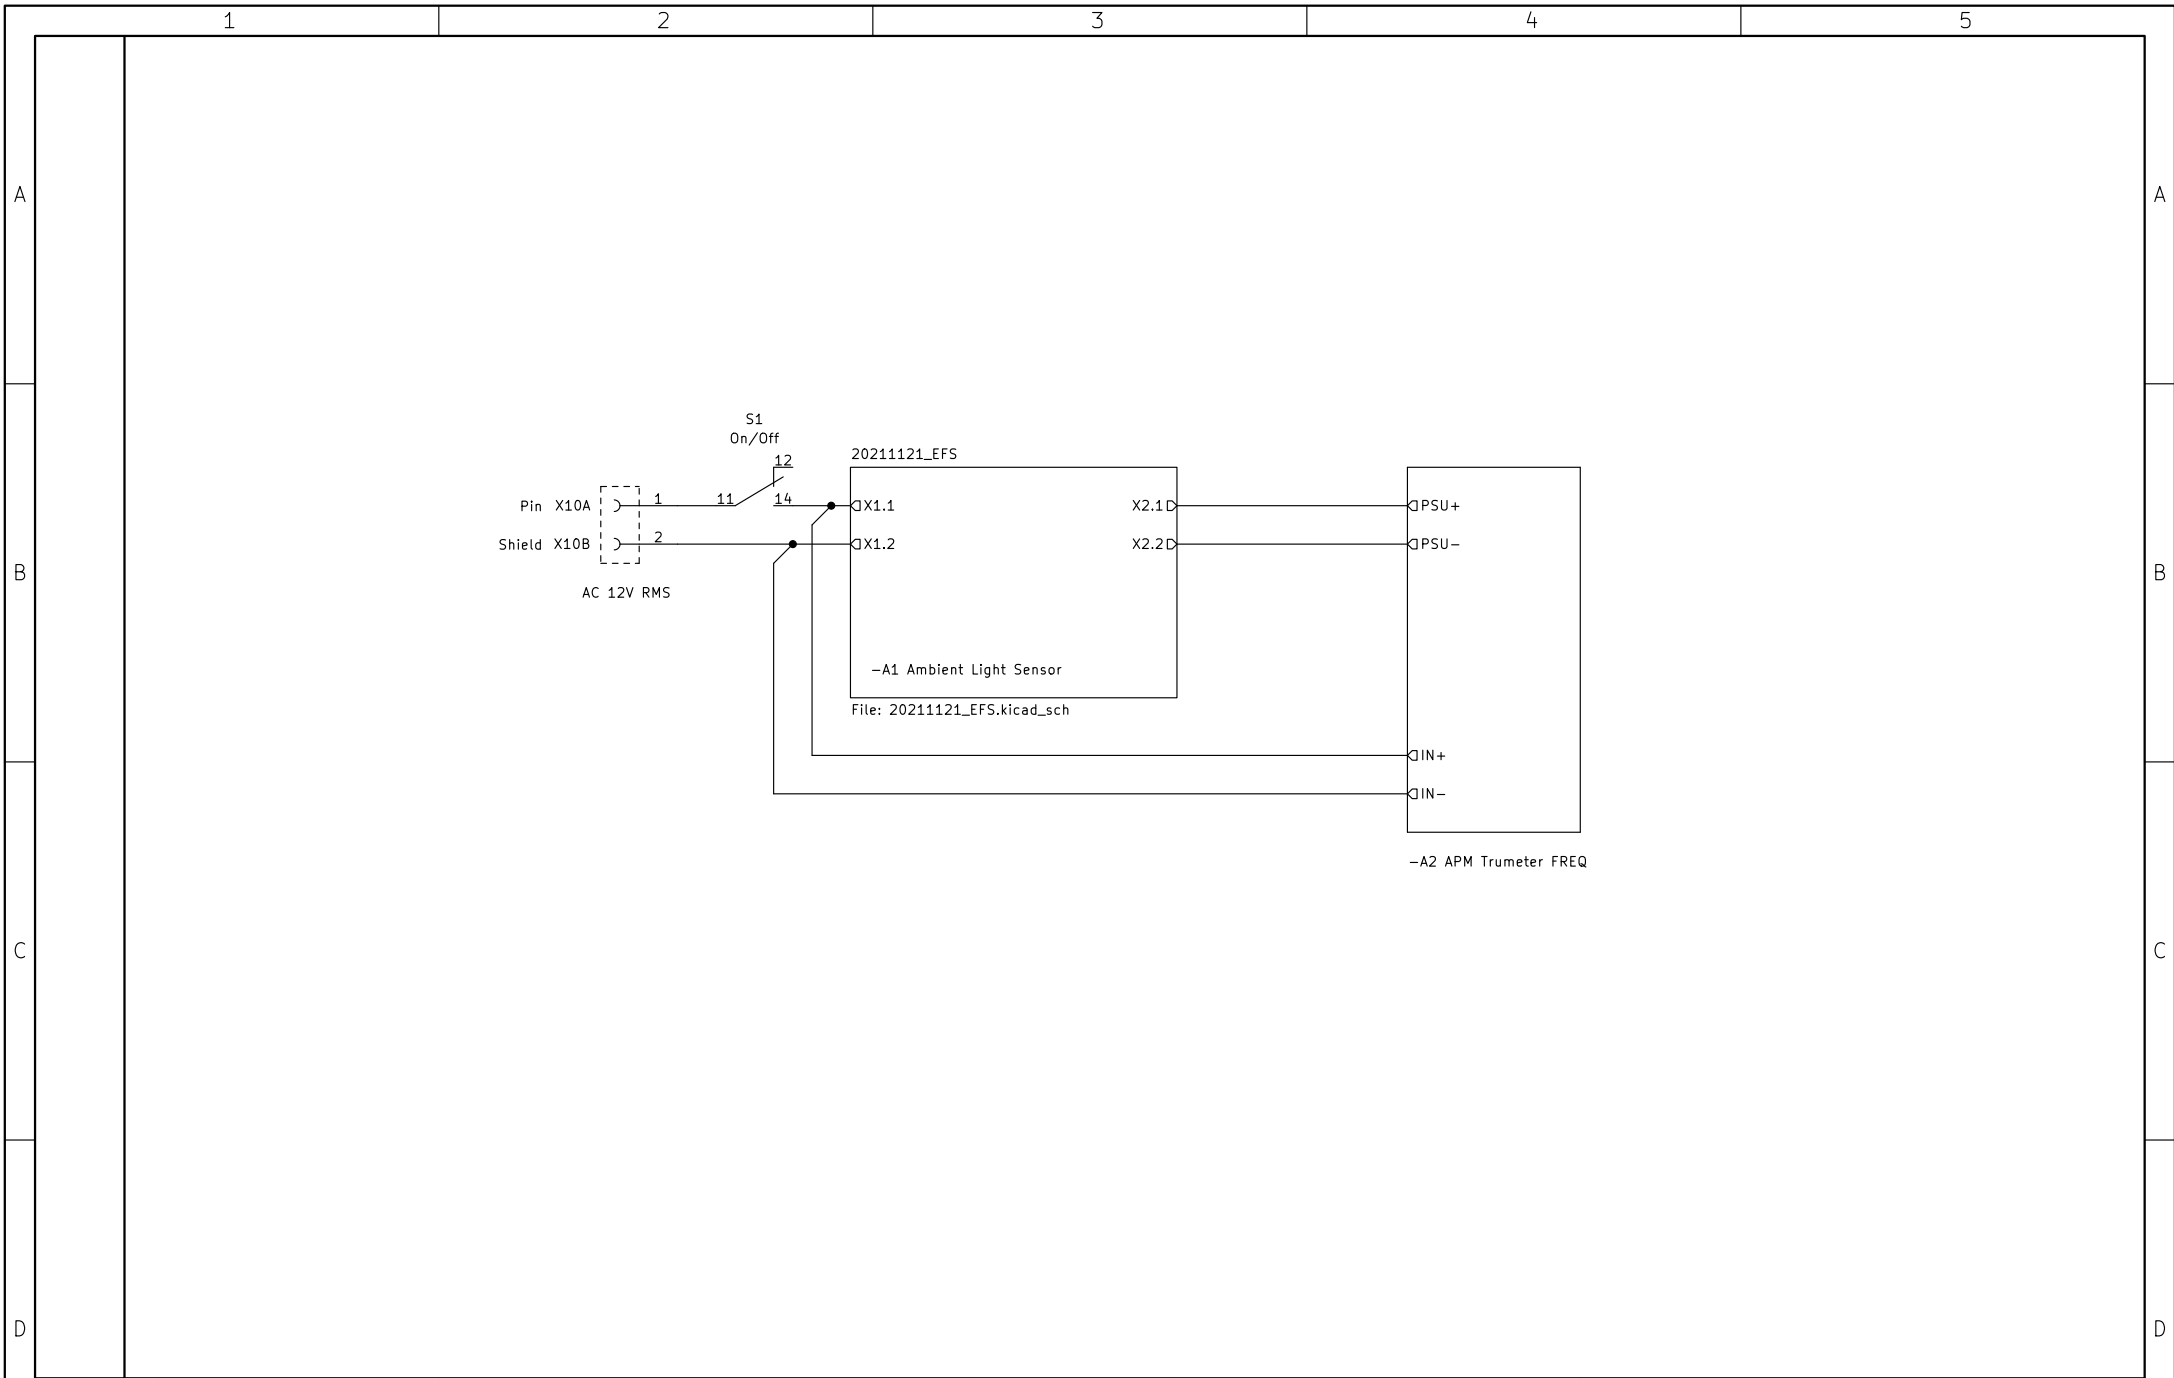 1 2 3 4 5
A A
S1
On/Off
12
20211121_EFS
Pin X10A 1 11 14 X1.1 X2.1 PSU+
Shield X10B 2 X1.2 X2.2 PSU-
B B
AC 12V RMS
-A1 Ambient Light Sensor
File: 20211121_EFS.kicad_sch
IN+
IN-
-A2 APM Trumeter FREQ
C C
D D